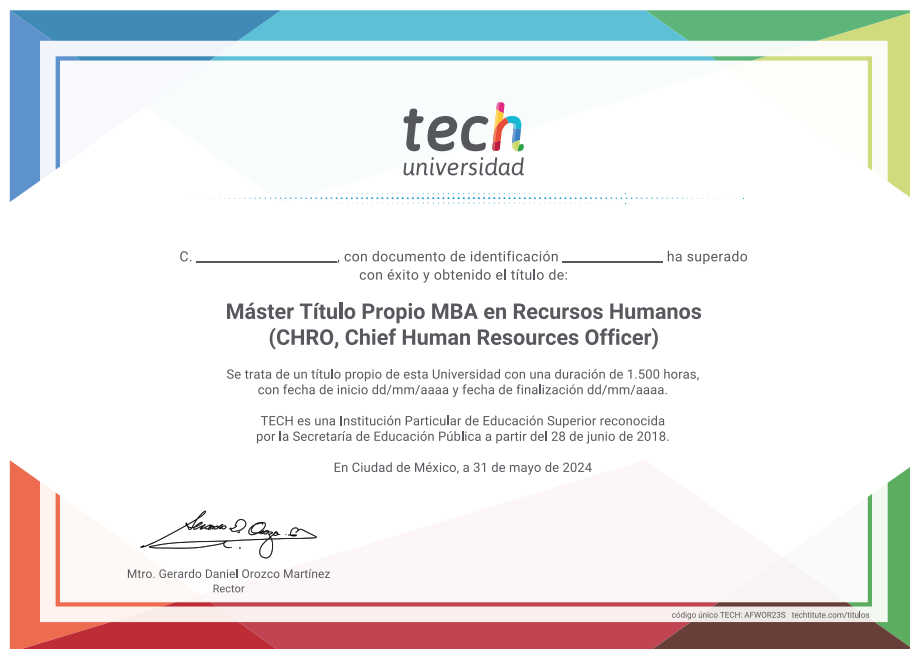 tech
universidad
C. ____________________, con documento de identificación ______________ ha superado
con éxito y obtenido el título de:
Máster Título Propio MBA en Recursos Humanos
(CHRO, Chief Human Resources Officer)
Se trata de un título propio de esta Universidad con una duración de 1.500 horas,
con fecha de inicio dd/mm/aaaa y fecha de finalización dd/mm/aaaa.
TECH es una Institución Particular de Educación Superior reconocida
por la Secretaría de Educación Pública a partir del 28 de junio de 2018.
En Ciudad de México, a 31 de mayo de 2024
Mtro. Gerardo Daniel Orozco Martínez
Rector
código único TECH: AFWOR23S techtitute.com/titulos